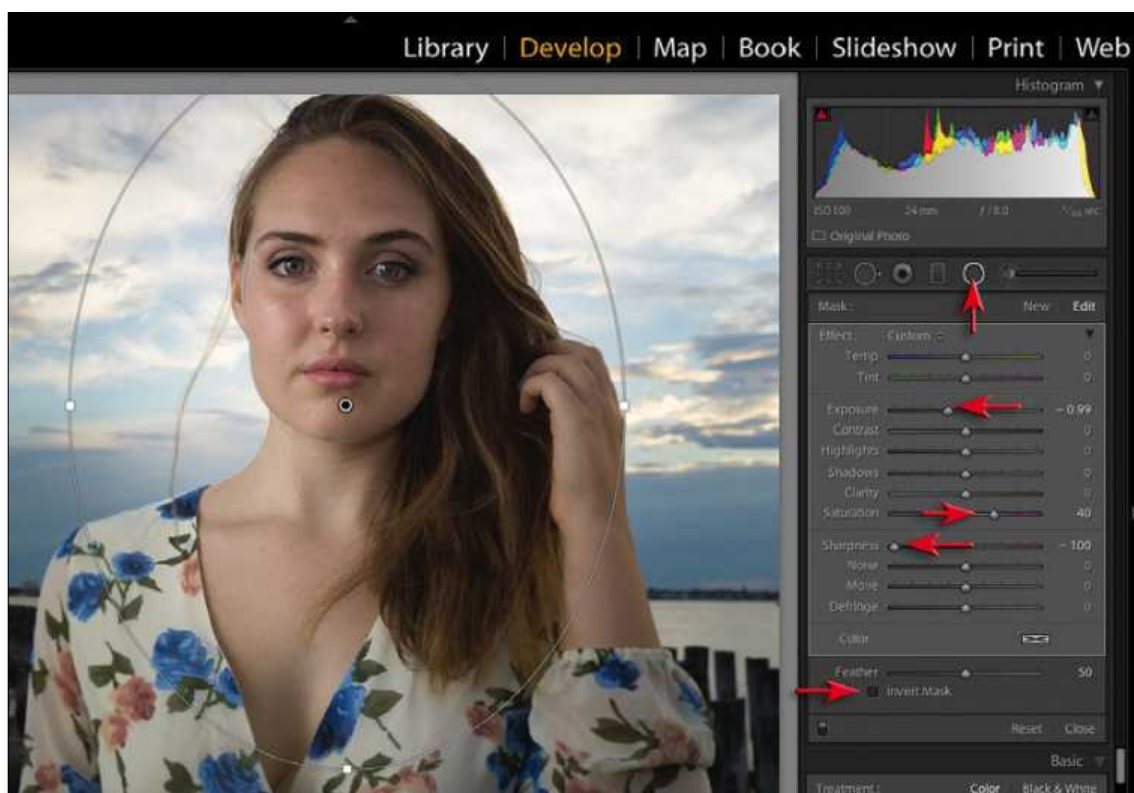 Library | Develop | Map | Book | Slideshow | Print | Web
Histogram
ISO 100 24 mm f / 8.0 sec
Original Photo
Mask : New Edit
Effect : Custom
Temp 0
Tint 0
Exposure – 0.99
Contrast 0
Highlights 0
Shadows 0
Clarity 0
Saturation 40
Sharpness – 100
Noise 0
Moiré 0
Defringe 0
Color
Feather 50
Invert Mask
Reset Close
Basic
Treatment : Color Black & White